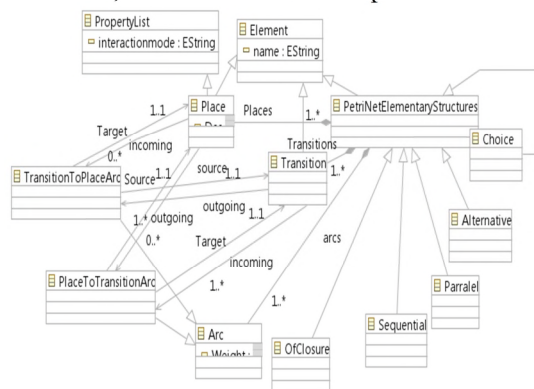 PropertyList
interactionmode : EString
Element
name : EString
Place
Places
1..*
PetriNetElementaryStructures
Choice
1..1
Target
incoming
0..*
Transitions
Transition
1..*
TransitionToPlaceArc
Source
1..1
source
1..1
outgoing
1..*
outgoing
0..*
1..1
Target
Alternative
arcs
incoming
1..*
1..*
PlaceToTransitionArc
Parralel
Sequential
Arc
Weight :
OfClosure